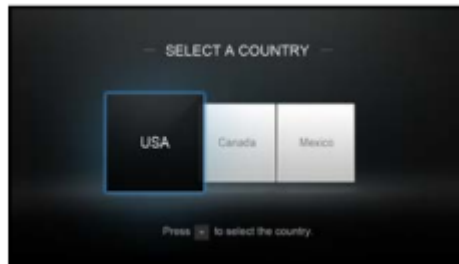 SELECT A COUNTRY
USA Canada Mexico
Press to select the country.